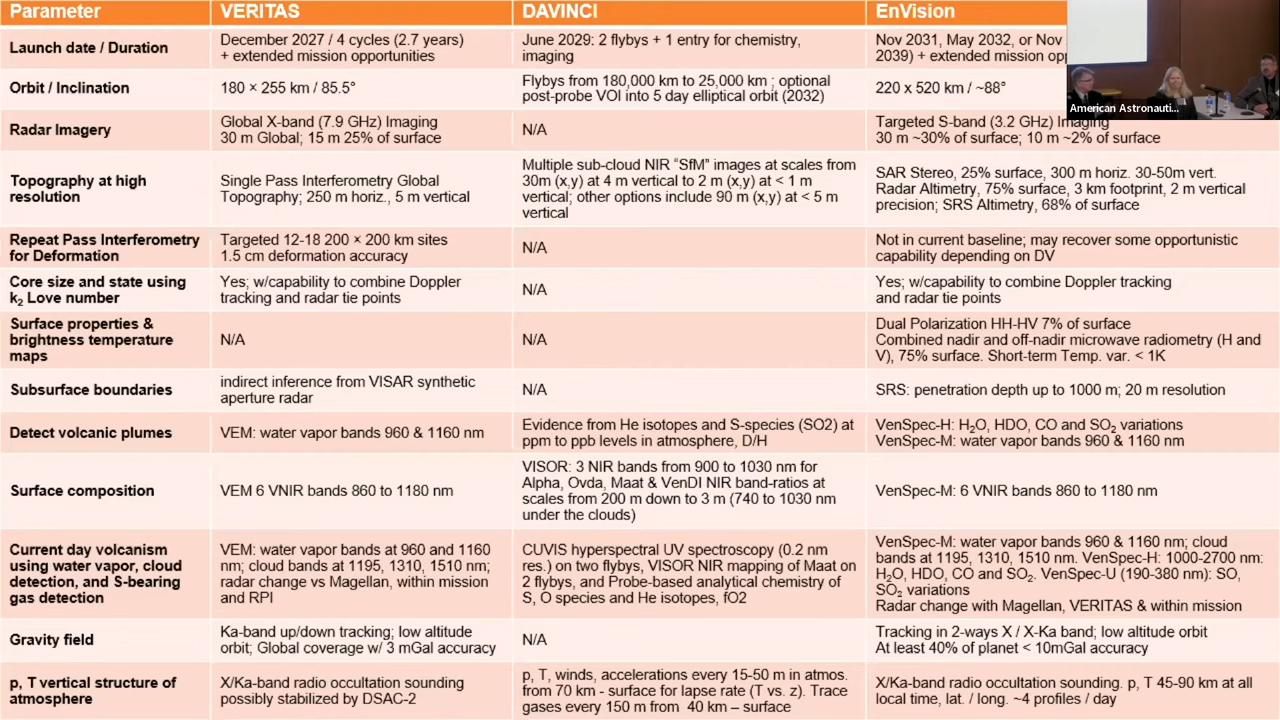 Parameter
VERITAS
DAVINCI
EnVision
Launch date / Duration
December 2027 / 4 cycles (2.7 years)
+ extended mission opportunities
June 2029: 2 flybys + 1 entry for chemistry,
imaging
Nov 2031, May 2032, or Nov
2039) + extended mission opp
Orbit / Inclination
180 × 255 km / 85.5°
Flybys from 180,000 km to 25,000 km ; optional
post-probe VOI into 5 day elliptical orbit (2032)
220 x 520 km / ~88°
Radar Imagery
Global X-band (7.9 GHz) Imaging
30 m Global; 15 m 25% of surface
N/A
Targeted S-band (3.2 GHz) Imaging
30 m ~30% of surface; 10 m ~2% of surface
Topography at high
resolution
Single Pass Interferometry Global
Topography; 250 m horiz., 5 m vertical
Multiple sub-cloud NIR “SfM” images at scales from
30m (x,y) at 4 m vertical to 2 m (x,y) at < 1 m
vertical; other options include 90 m (x,y) at < 5 m
vertical
SAR Stereo, 25% surface, 300 m horiz. 30-50m vert.
Radar Altimetry, 75% surface, 3 km footprint, 2 m vertical
precision; SRS Altimetry, 68% of surface
Repeat Pass Interferometry
for Deformation
Targeted 12-18 200 × 200 km sites
1.5 cm deformation accuracy
N/A
Not in current baseline; may recover some opportunistic
capability depending on DV
Core size and state using
k₂ Love number
Yes; w/capability to combine Doppler
tracking and radar tie points
N/A
Yes; w/capability to combine Doppler tracking
and radar tie points
Surface properties &
brightness temperature
maps
N/A
N/A
Dual Polarization HH-HV 7% of surface
Combined nadir and off-nadir microwave radiometry (H and
V), 75% surface. Short-term Temp. var. < 1K
Subsurface boundaries
indirect inference from VISAR synthetic
aperture radar
N/A
SRS: penetration depth up to 1000 m; 20 m resolution
Detect volcanic plumes
VEM: water vapor bands 960 & 1160 nm
Evidence from He isotopes and S-species (SO2) at
ppm to ppb levels in atmosphere, D/H
VenSpec-H: H₂O, HDO, CO and SO₂ variations
VenSpec-M: water vapor bands 960 & 1160 nm
Surface composition
VEM 6 VNIR bands 860 to 1180 nm
VISOR: 3 NIR bands from 900 to 1030 nm for
Alpha, Ovda, Maat & VenDI NIR band-ratios at
scales from 200 m down to 3 m (740 to 1030 nm
under the clouds)
VenSpec-M: 6 VNIR bands 860 to 1180 nm
Current day volcanism
using water vapor, cloud
detection, and S-bearing
gas detection
VEM: water vapor bands at 960 and 1160
nm; cloud bands at 1195, 1310, 1510 nm;
radar change vs Magellan, within mission
and RPI
CUVIS hyperspectral UV spectroscopy (0.2 nm
res.) on two flybys, VISOR NIR mapping of Maat on
2 flybys, and Probe-based analytical chemistry of
S, O species and He isotopes, fO2
VenSpec-M: water vapor bands 960 & 1160 nm; cloud
bands at 1195, 1310, 1510 nm. VenSpec-H: 1000-2700 nm:
H₂O, HDO, CO and SO₂. VenSpec-U (190-380 nm): SO,
SO₂ variations
Radar change with Magellan, VERITAS & within mission
Gravity field
Ka-band up/down tracking; low altitude
orbit; Global coverage w/ 3 mGal accuracy
N/A
Tracking in 2-ways X / X-Ka band; low altitude orbit
At least 40% of planet < 10mGal accuracy
p, T vertical structure of
atmosphere
X/Ka-band radio occultation sounding
possibly stabilized by DSAC-2
p, T, winds, accelerations every 15-50 m in atmos.
from 70 km - surface for lapse rate (T vs. z). Trace
gases every 150 m from 40 km – surface
X/Ka-band radio occultation sounding. p, T 45-90 km at all
local time, lat. / long. ~4 profiles / day
American Astronauti...